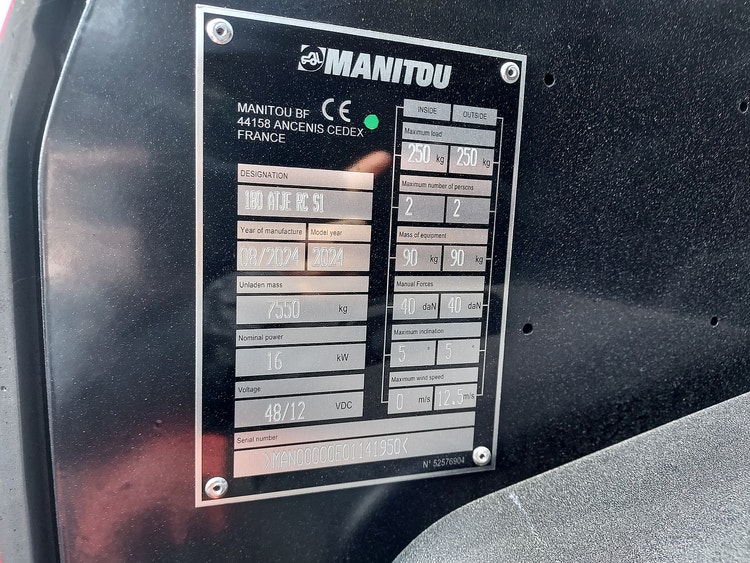 MANITOU
MANITOU BF CE
44158 ANCENIS CEDEX
FRANCE
INSIDE OUTSIDE
Maximum load
250 kg 250 kg
Maximum number of persons
2 2
Mass of equipment
90 kg 90 kg
Manual Forces
40 daN 40 daN
Maximum inclination
5 ° 5 °
Maximum wind speed
0 m/s 12.5 m/s
DESIGNATION
180 ATJE RC S1
Year of manufacture Model year
08/2024 2024
Unladen mass
7550 kg
Nominal power
16 kW
Voltage
48/12 VDC
Serial number
>MAN00000E01141950<
N° 52576904